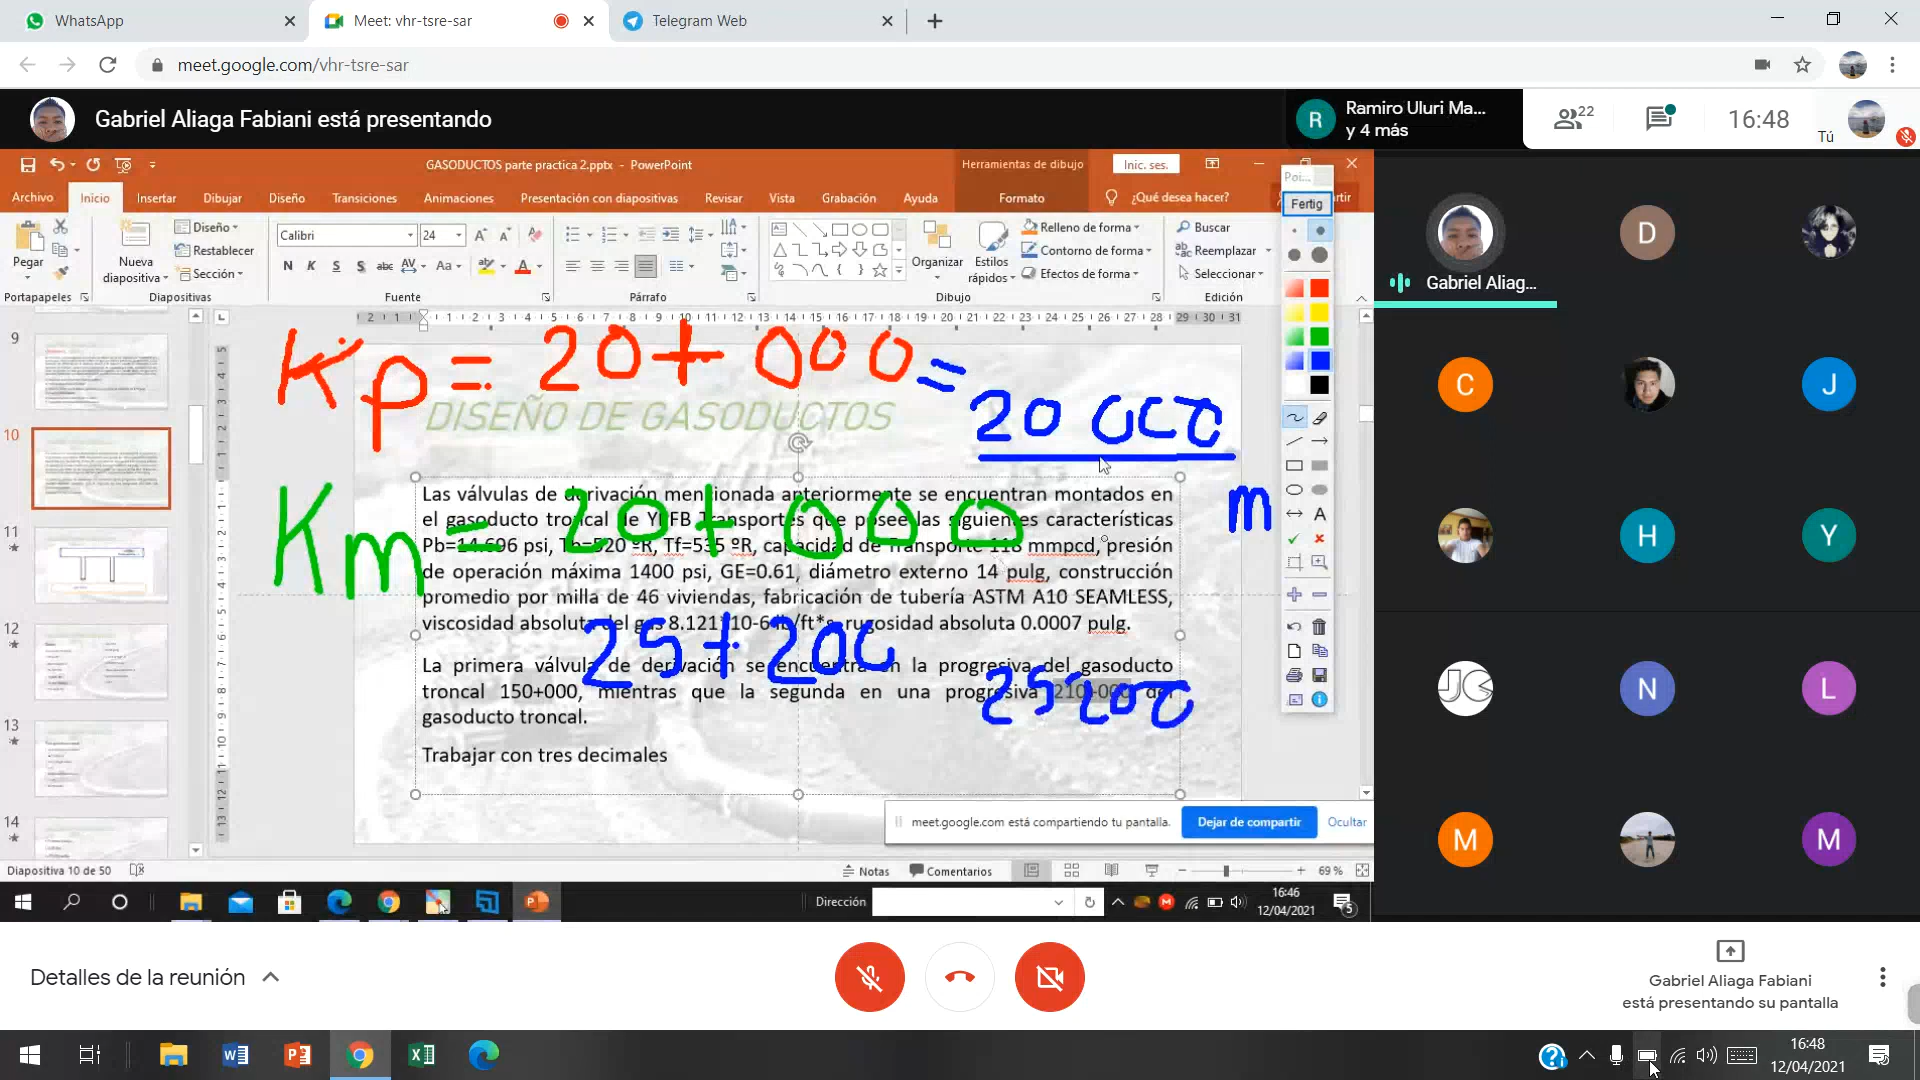 WhatsApp
Meet: vhr-tsre-sar
Telegram Web
meet.google.com/vhr-tsre-sar
Gabriel Aliaga Fabiani está presentando
R
Ramiro Uluri Ma...
y 4 más
22
16:48
Tú
GASODUCTOS parte practica 2.pptx - PowerPoint
Herramientas de dibujo
Inic. ses.
Archivo
Inicio
Insertar
Dibujar
Diseño
Transiciones
Animaciones
Presentación con diapositivas
Revisar
Vista
Grabación
Ayuda
Formato
¿Qué desea hacer?
Poi...
Fertig
Pegar
Nueva
diapositiva
Diseño
Restablecer
Sección
Calibri
24
N K S S abc AV Aa A
Organizar
Estilos
rápidos
Relleno de forma
Contorno de forma
Efectos de forma
Buscar
Reemplazar
Seleccionar
Portapapeles
Diapositivas
Fuente
Párrafo
Dibujo
Edición
9
10
11
12
13
14
Kp = 20+000 =
20 000
m
DISEÑO DE GASODUCTOS
Km = 20+000
Las válvulas de derivación mencionada anteriormente se encuentran montados en
el gasoducto troncal de YPFB Transportes que posee las siguientes características
Pb=14.696 psi, Tb=520 ºR, Tf=535 ºR, capacidad de Transporte 118 mmpcd, presión
de operación máxima 1400 psi, GE=0.61, diámetro externo 14 pulg, construcción
promedio por milla de 46 viviendas, fabricación de tubería ASTM A10 SEAMLESS,
viscosidad absoluta del gas 8.121*10-6 lb/ft*s, rugosidad absoluta 0.0007 pulg.
25+200
25200
La primera válvula de derivación se encuentra en la progresiva del gasoducto
troncal 150+000, mientras que la segunda en una progresiva 210+000 del
gasoducto troncal.
Trabajar con tres decimales
meet.google.com está compartiendo tu pantalla.
Dejar de compartir
Ocultar
Diapositiva 10 de 50
Notas
Comentarios
69 %
Dirección
16:46
12/04/2021
5
Gabriel Aliag...
D
C
J
H
Y
JC
N
L
M
M
Detalles de la reunión
Gabriel Aliaga Fabiani
está presentando su pantalla
16:48
12/04/2021